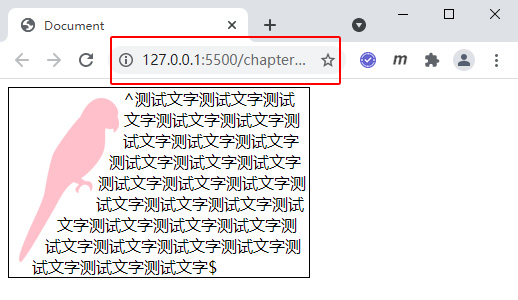 Document
127.0.0.1:5500/chapter...
m
^测试文字测试文字测试
文字测试文字测试文字测
试文字测试文字测试文字
测试文字测试文字测试文字
测试文字测试文字测试文字测
试文字测试文字测试文字测试
文字测试文字测试文字测试文字测
试文字测试文字测试文字测试文字测
试文字测试文字测试文字$